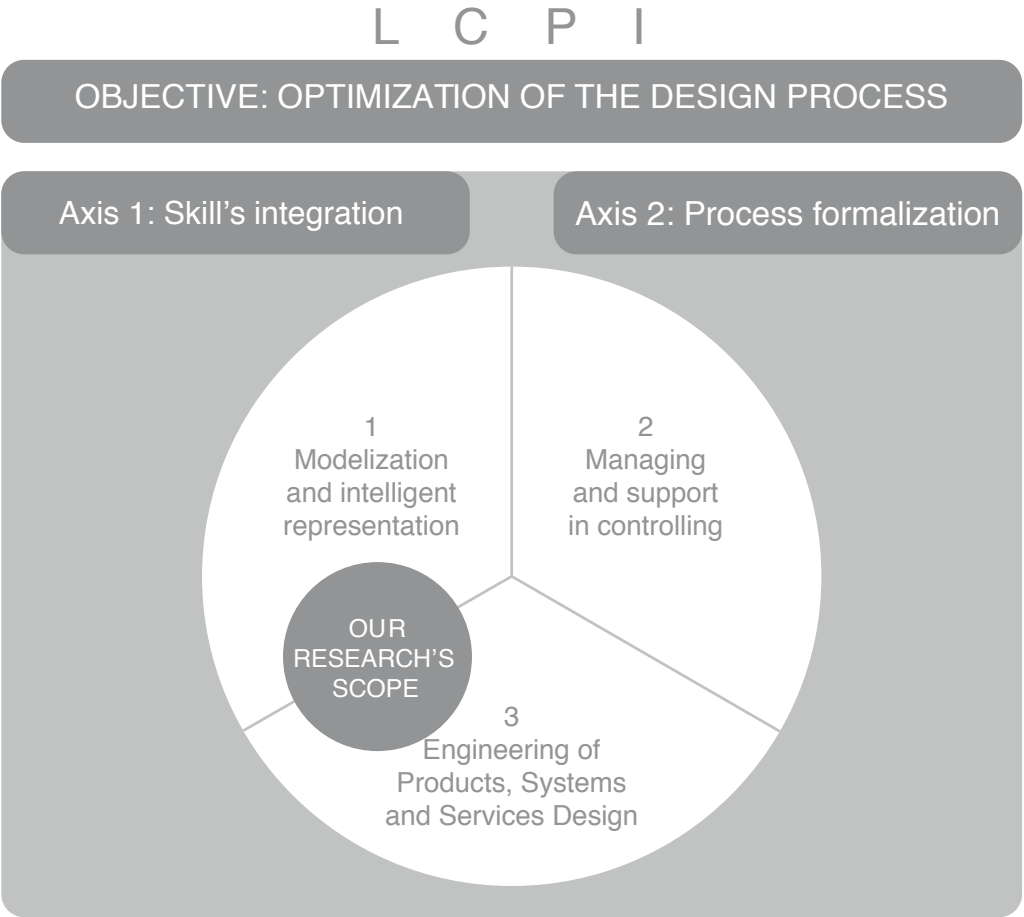 L C P I
OBJECTIVE: OPTIMIZATION OF THE DESIGN PROCESS
Axis 1: Skill's integration
Axis 2: Process formalization
1
Modelization
and intelligent
representation
2
Managing
and support
in controlling
OUR
RESEARCH'S
SCOPE
3
Engineering of
Products, Systems
and Services Design